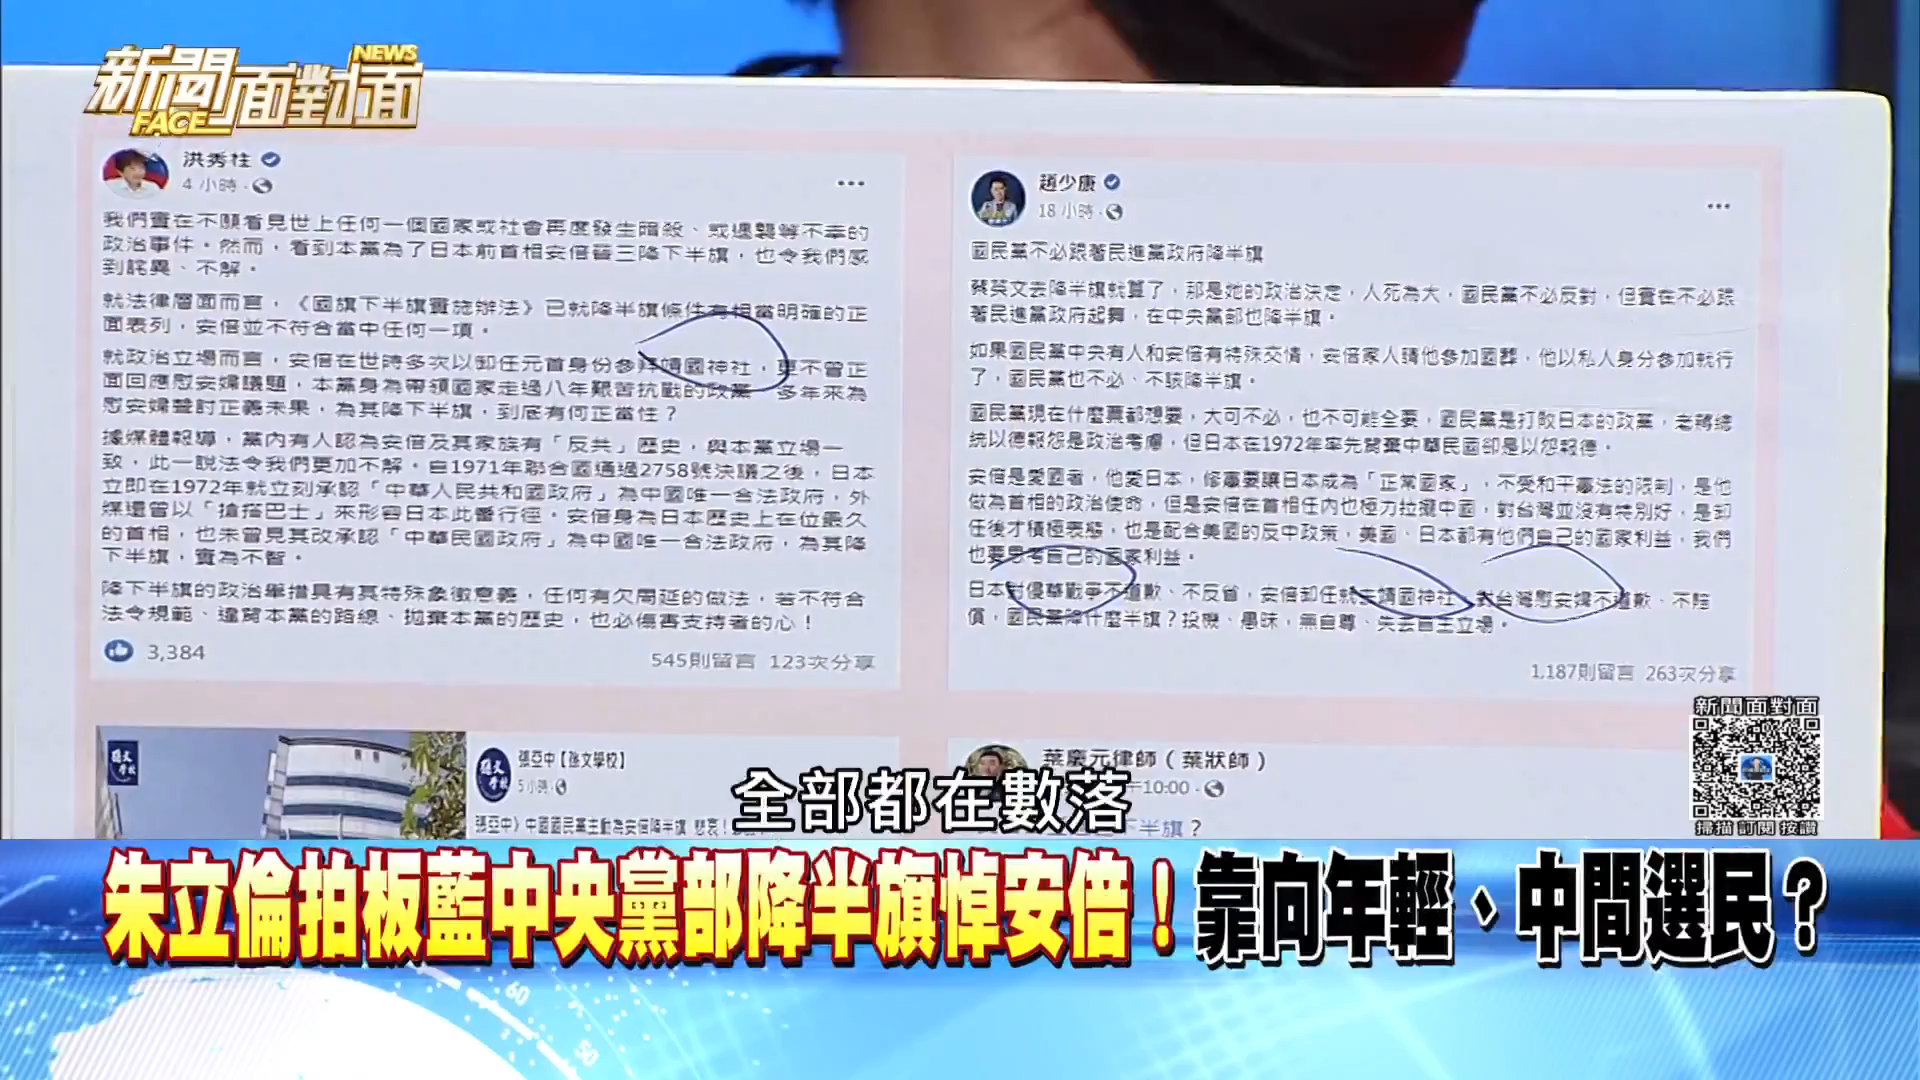 新聞面對面
NEWS
FACE
洪秀柱
4 小時
我們實在不願看見世上任何一個國家或社會再度發生暗殺、或遇襲等不幸的
政治事件。然而,看到本黨為了日本前首相安倍晉三降下半旗,也令我們感
到詫異、不解。
就法律層面而言,《國旗下半旗實施辦法》已就降半旗條件有相當明確的正
面表列,安倍並不符合當中任何一項。
就政治立場而言,安倍在世時多次以卸任元首身份參拜靖國神社,更不曾正
面回應慰安婦議題,本黨身為帶領國家走過八年艱苦抗戰的政黨,多年來為
慰安婦聲討正義未果,為其降下半旗,到底有何正當性?
據媒體報導,黨內有人認為安倍及其家族有「反共」歷史,與本黨立場一
致,此一說法令我們更加不解。自1971年聯合國通過2758號決議之後,日本
立即在1972年就立刻承認「中華人民共和國政府」為中國唯一合法政府,外
媒還曾以「搶搭巴士」來形容日本此番行徑。安倍身為日本歷史上在位最久
的首相,也未曾見其改承認「中華民國政府」為中國唯一合法政府,為其降
下半旗,實為不智。
降下半旗的政治舉措具有其特殊象徵意義,任何有欠周延的做法,若不符合
法令規範、違背本黨的路線、拋棄本黨的歷史,也必傷害支持者的心!
3,384
545則留言 123次分享
趙少康
18 小時
國民黨不必跟著民進黨政府降半旗
蔡英文去降半旗就算了,那是她的政治決定,人死為大,國民黨不必反對,但實在不必跟
著民進黨政府起舞,在中央黨部也降半旗。
如果國民黨中央有人和安倍有特殊交情,安倍家人請他參加國葬,他以私人身分參加就行
了,國民黨也不必、不該降半旗。
國民黨現在什麼票都想要,大可不必,也不可能全要,國民黨是打敗日本的政黨,老蔣總
統以德報怨是政治考慮,但日本在1972年率先背棄中華民國卻是以怨報德。
安倍是愛國者,他愛日本,修憲要讓日本成為「正常國家」,不受和平憲法的限制,是他
做為首相的政治使命,但是安倍在首相任內也極力拉攏中國,對台灣並沒有特別好,是卸
任後才積極表態,也是配合美國的反中政策,美國、日本都有他們自己的國家利益,我們
也要思考自己的國家利益。
日本對侵華戰爭不道歉、不反省,安倍卸任就去靖國神社,對台灣慰安婦不道歉、不賠
償,國民黨降什麼半旗?投機、愚昧,無自尊、失去自主立場。
1,187則留言 263次分享
張亞中【孫文學校】
5 小時
張亞中》中國國民黨主動為安倍降半旗 悲哀!
葉慶元律師(葉狀師)
10:00
下半旗?
新聞面對面
掃描 訂閱 按讚
全部都在數落
朱立倫拍板藍中央黨部降半旗悼安倍!靠向年輕、中間選民?
60
50